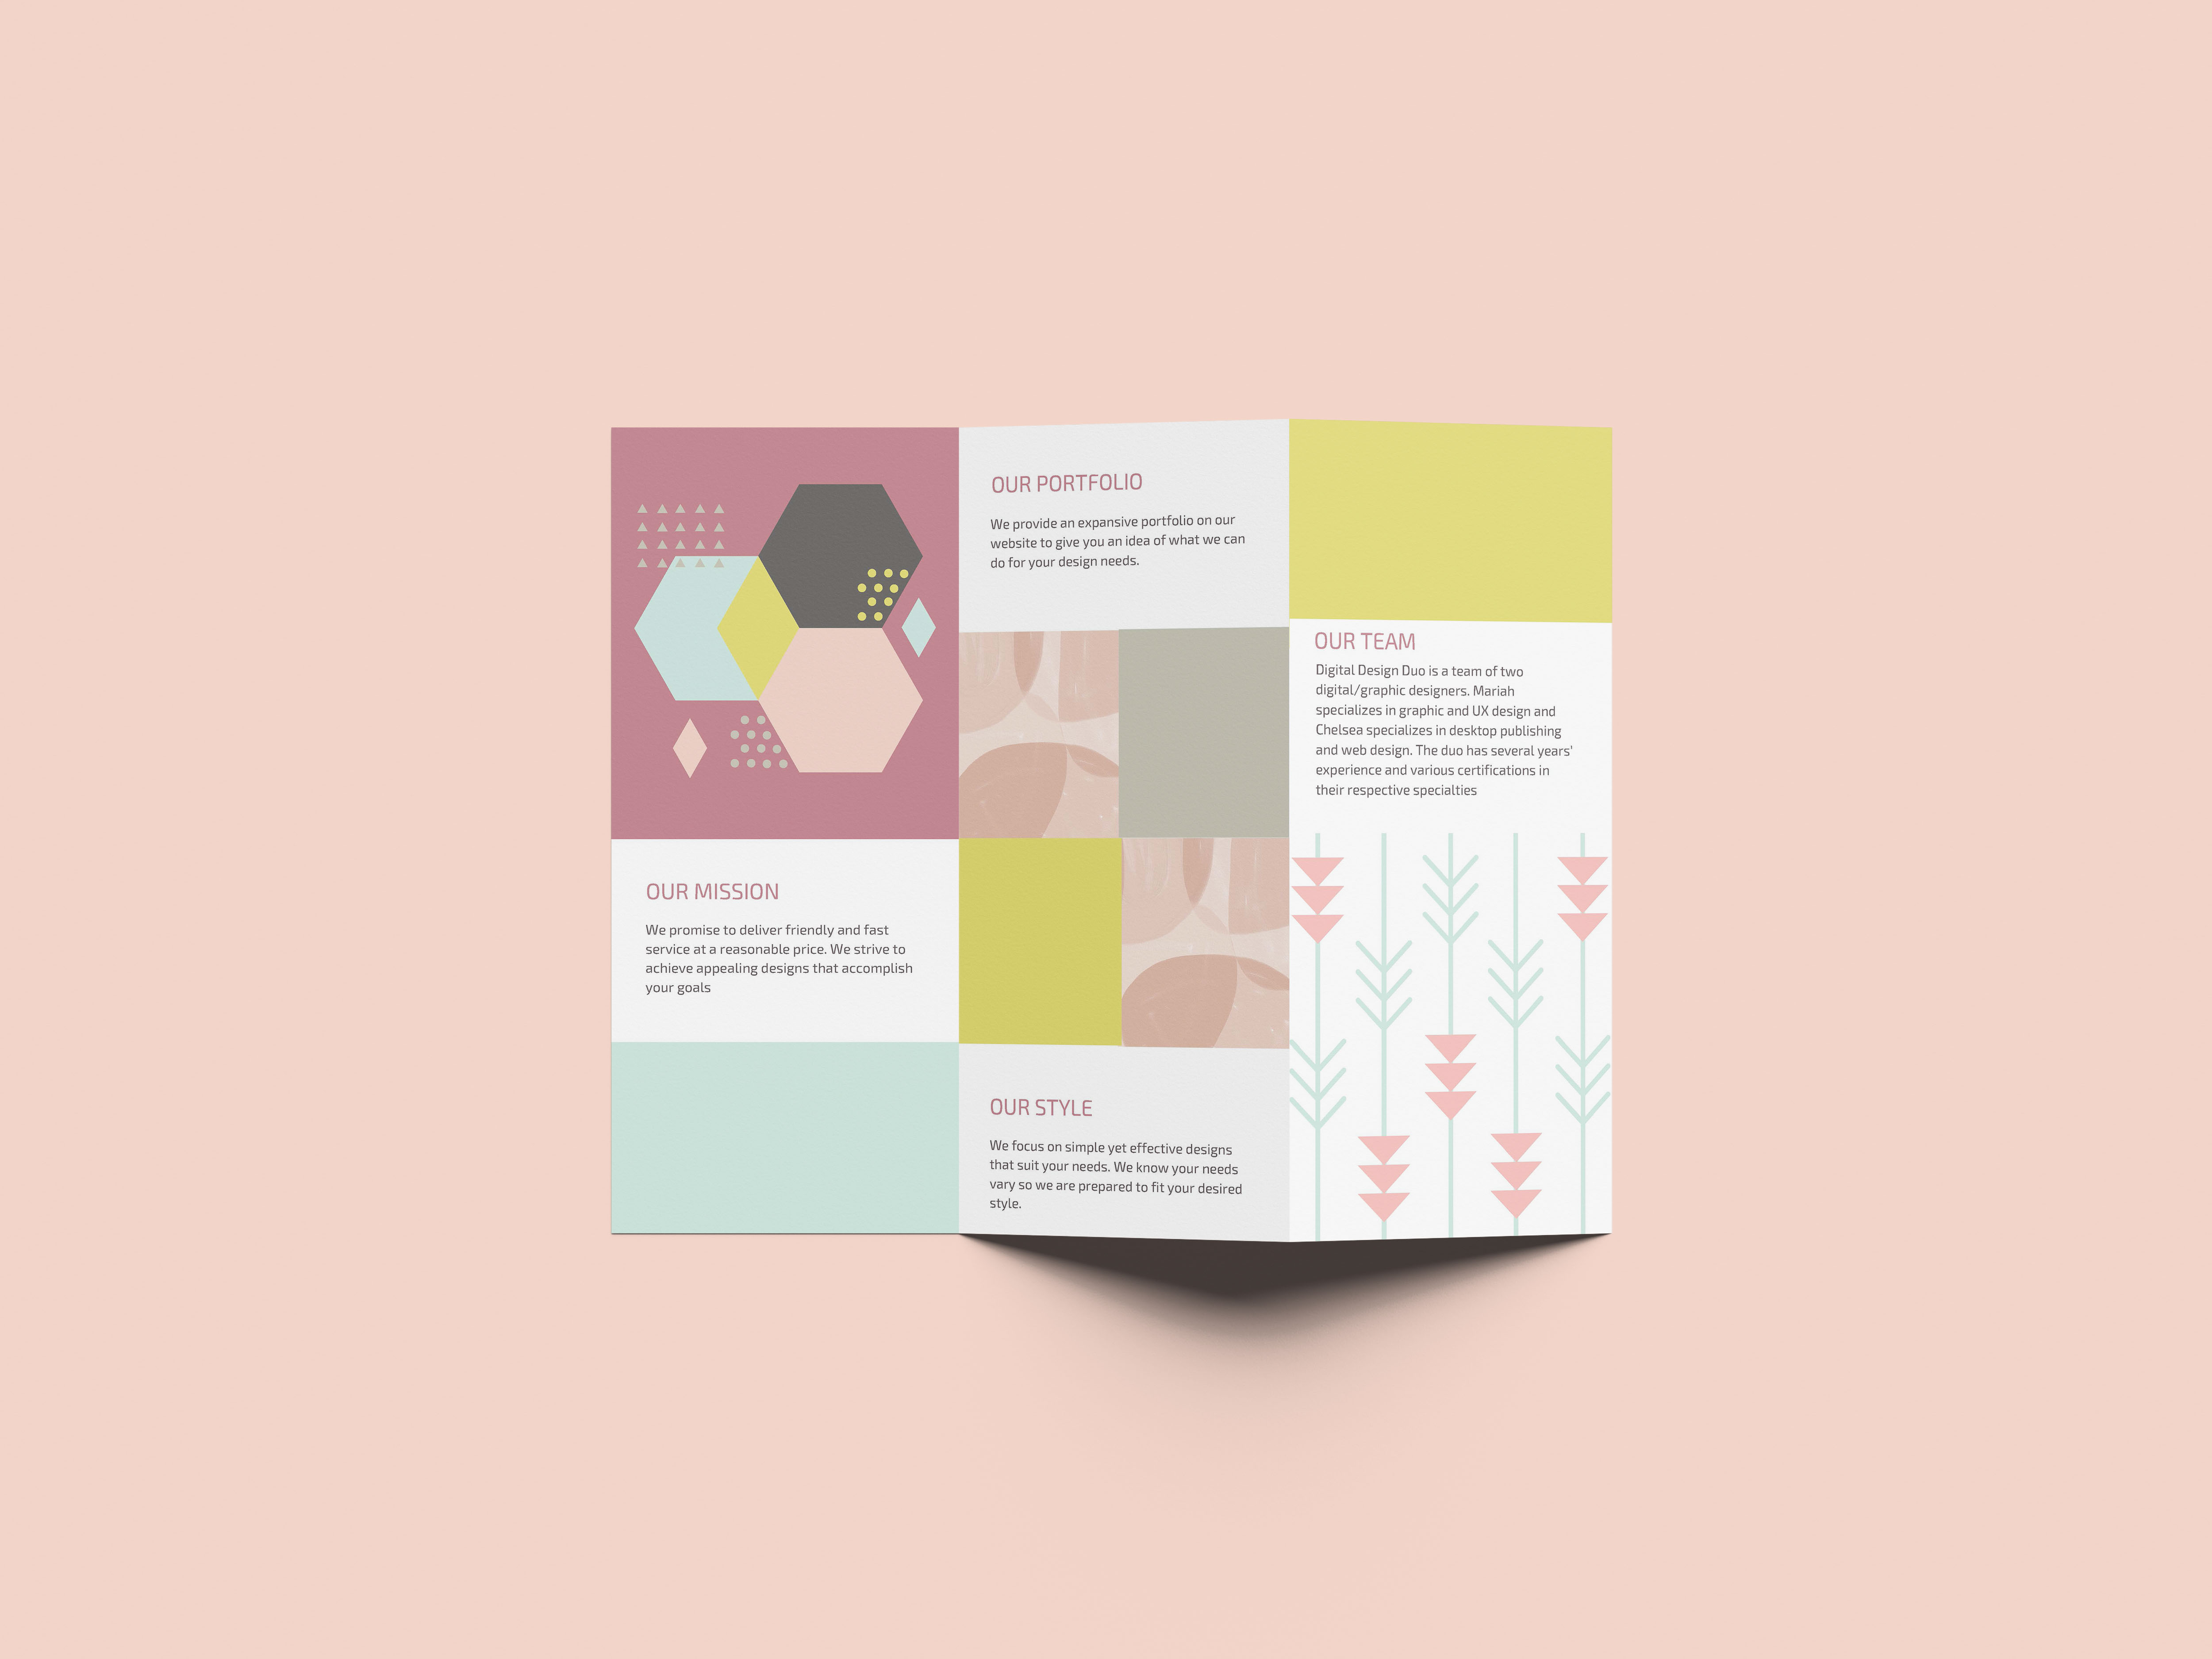 OUR MISSION
We promise to deliver friendly and fast
service at a reasonable price. We strive to
achieve appealing designs that accomplish
your goals
OUR PORTFOLIO
We provide an expansive portfolio on our
website to give you an idea of what we can
do for your design needs.
OUR STYLE
We focus on simple yet effective designs
that suit your needs. We know your needs
vary so we are prepared to fit your desired
style.
OUR TEAM
Digital Design Duo is a team of two
digital/graphic designers. Mariah
specializes in graphic and UX design and
Chelsea specializes in desktop publishing
and web design. The duo has several years'
experience and various certifications in
their respective specialties